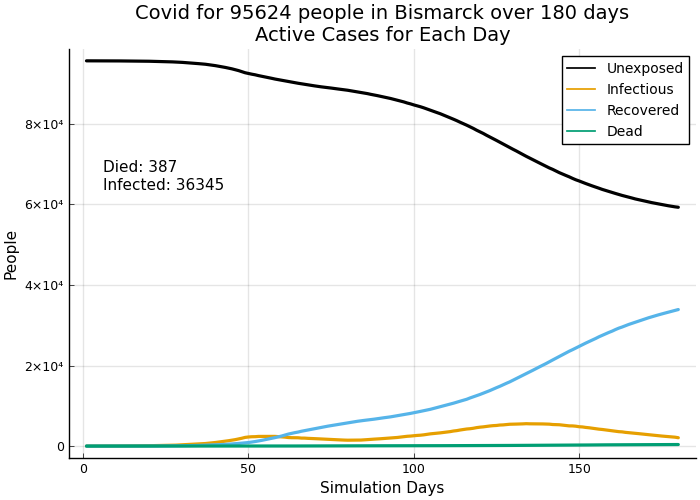 Covid for 95624 people in Bismarck over 180 days
Active Cases for Each Day
Unexposed
Infectious
Recovered
Dead
8×10⁴
Died: 387
Infected: 36345
6×10⁴
People
4×10⁴
2×10⁴
0
0 50 100 150
Simulation Days